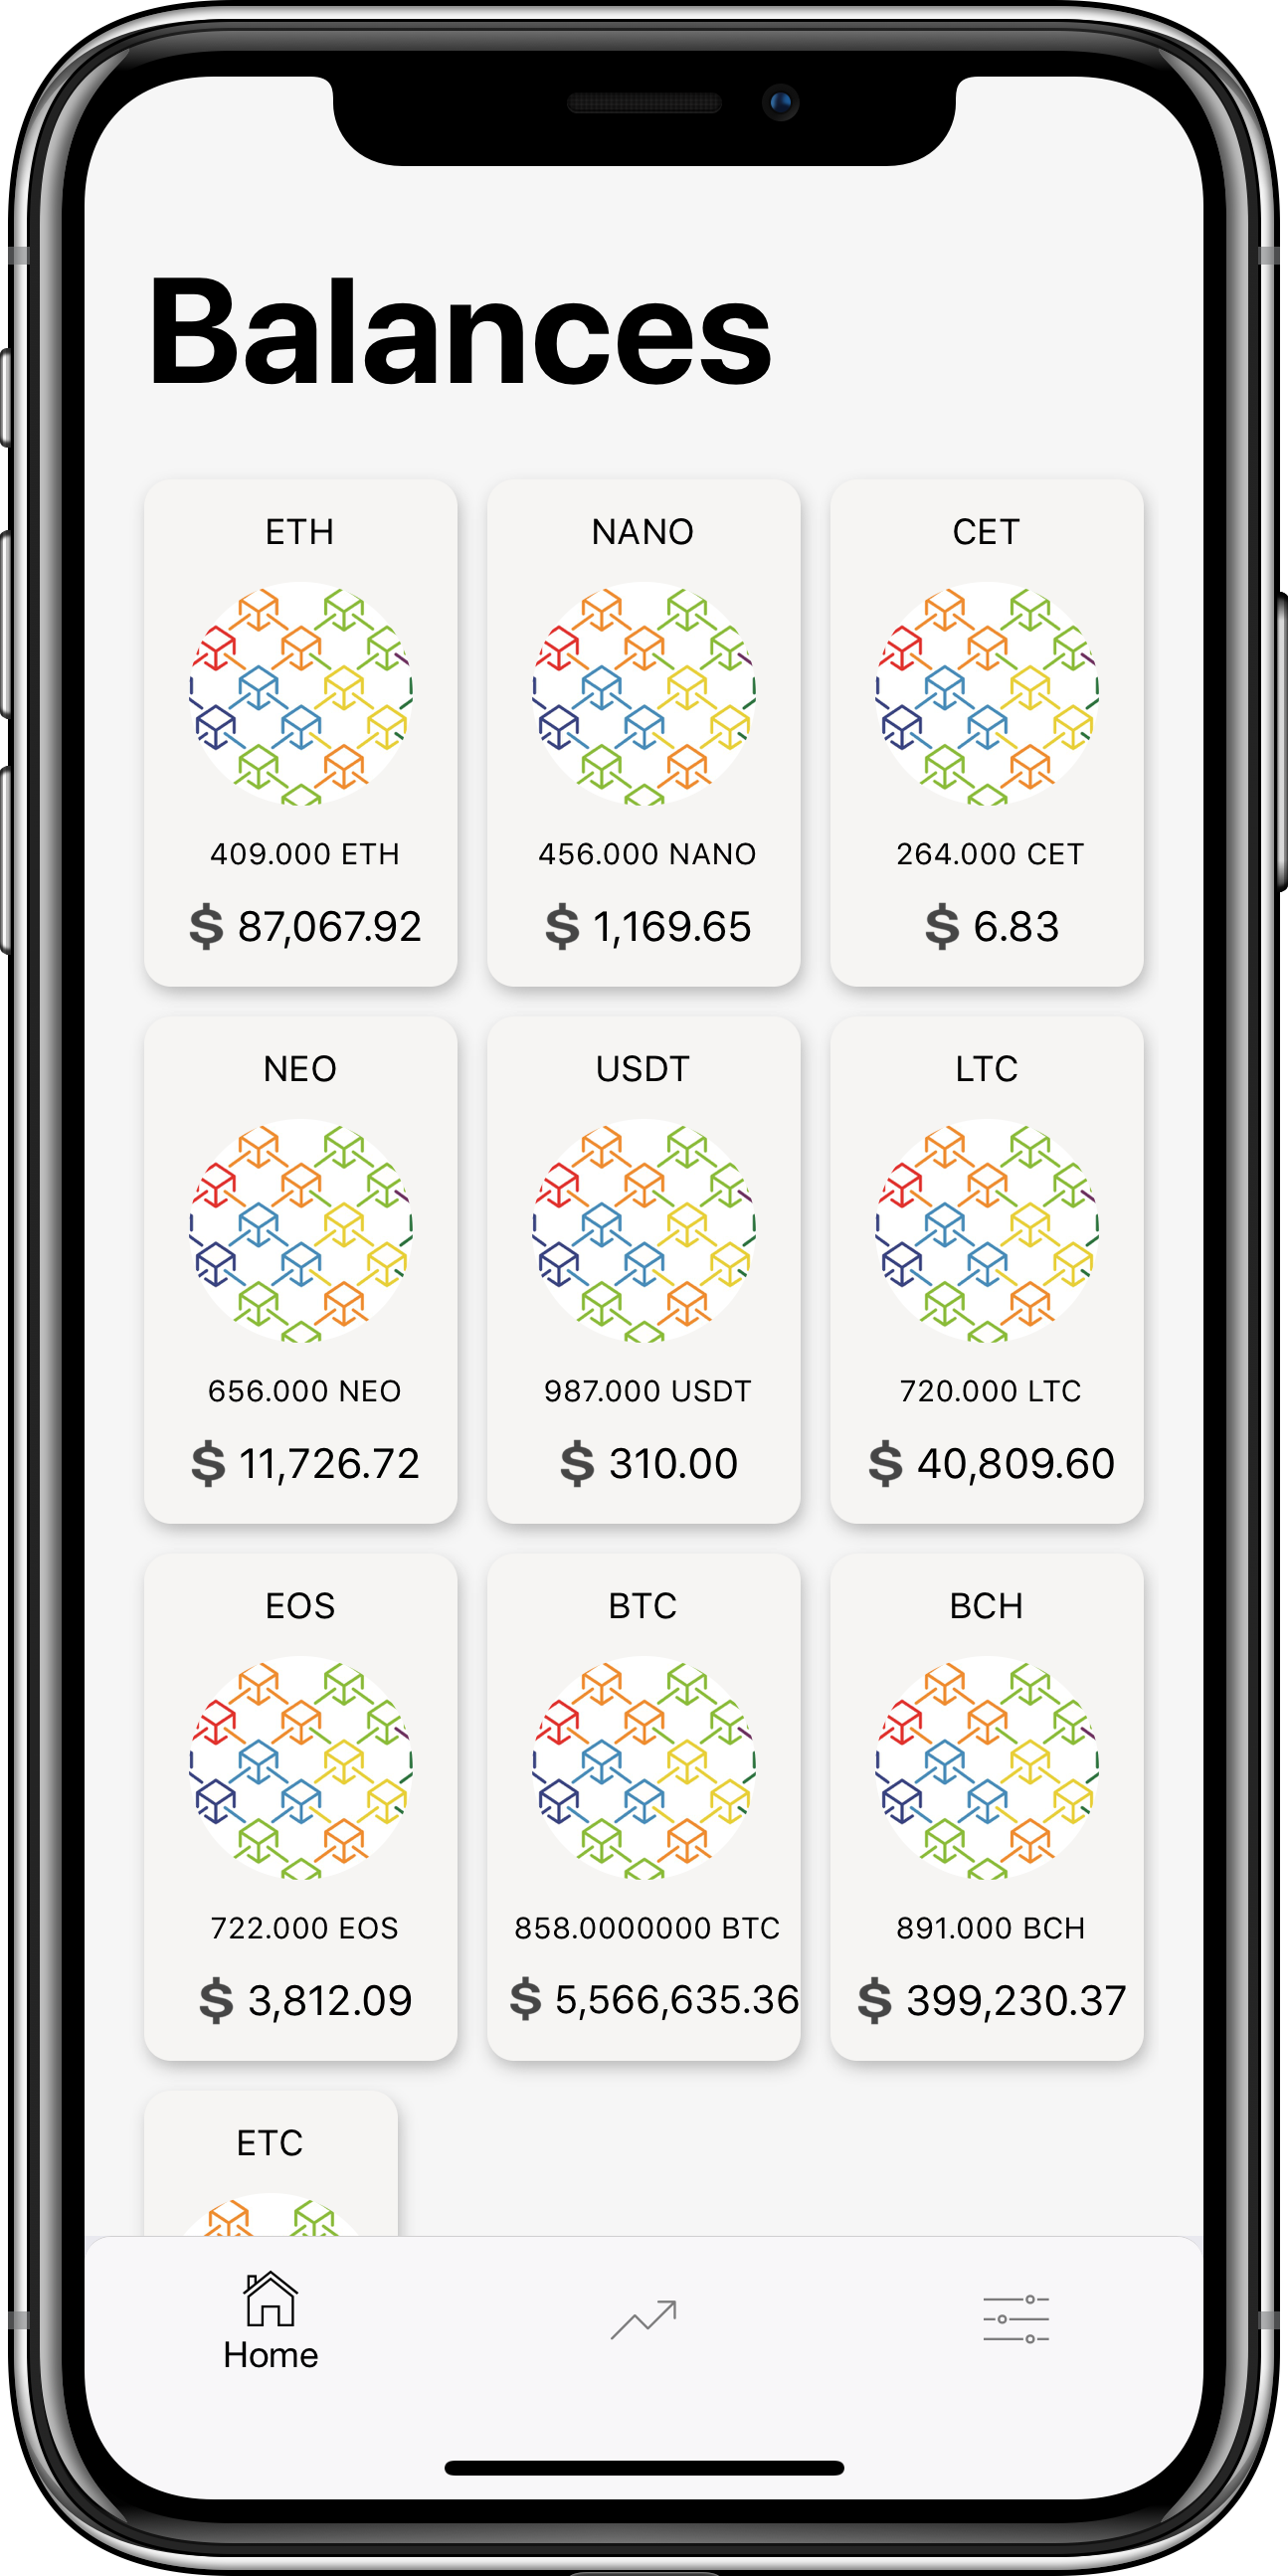 Balances
ETH
NANO
CET
409.000 ETH
456.000 NANO
264.000 CET
$ 87,067.92
$ 1,169.65
$ 6.83
NEO
USDT
LTC
656.000 NEO
987.000 USDT
720.000 LTC
$ 11,726.72
$ 310.00
$ 40,809.60
EOS
BTC
BCH
722.000 EOS
858.0000000 BTC
891.000 BCH
$ 3,812.09
$ 5,566,635.36
$ 399,230.37
ETC
Home